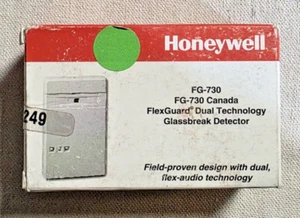 Honeywell
FG-730
FG-730 Canada
FlexGuard® Dual Technology
Glassbreak Detector
249
Field-proven design with dual,
flex-audio technology